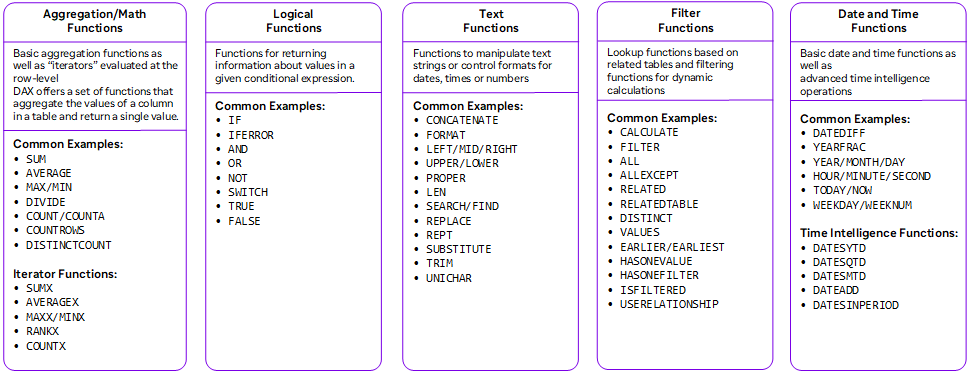 Aggregation/Math
Functions
Basic aggregation functions as
well as “iterators” evaluated at the
row-level
DAX offers a set of functions that
aggregate the values of a column
in a table and return a single value.
Common Examples:
• SUM
• AVERAGE
• MAX/MIN
• DIVIDE
• COUNT/COUNTA
• COUNTROWS
• DISTINCTCOUNT
Iterator Functions:
• SUMX
• AVERAGEX
• MAXX/MINX
• RANKX
• COUNTX
Logical
Functions
Functions for returning
information about values in a
given conditional expression.
Common Examples:
• IF
• IFERROR
• AND
• OR
• NOT
• SWITCH
• TRUE
• FALSE
Text
Functions
Functions to manipulate text
strings or control formats for
dates, times or numbers
Common Examples:
• CONCATENATE
• FORMAT
• LEFT/MID/RIGHT
• UPPER/LOWER
• PROPER
• LEN
• SEARCH/FIND
• REPLACE
• REPT
• SUBSTITUTE
• TRIM
• UNICHAR
Filter
Functions
Lookup functions based on
related tables and filtering
functions for dynamic
calculations
Common Examples:
• CALCULATE
• FILTER
• ALL
• ALLEXCEPT
• RELATED
• RELATEDTABLE
• DISTINCT
• VALUES
• EARLIER/EARLIEST
• HASONEVALUE
• HASONEFILTER
• ISFILTERED
• USERELATIONSHIP
Date and Time
Functions
Basic date and time functions as
well as
advanced time intelligence
operations
Common Examples:
• DATEDIFF
• YEARFRAC
• YEAR/MONTH/DAY
• HOUR/MINUTE/SECOND
• TODAY/NOW
• WEEKDAY/WEEKNUM
Time Intelligence Functions:
• DATESYTD
• DATESQTD
• DATESMTD
• DATEADD
• DATESINPERIOD